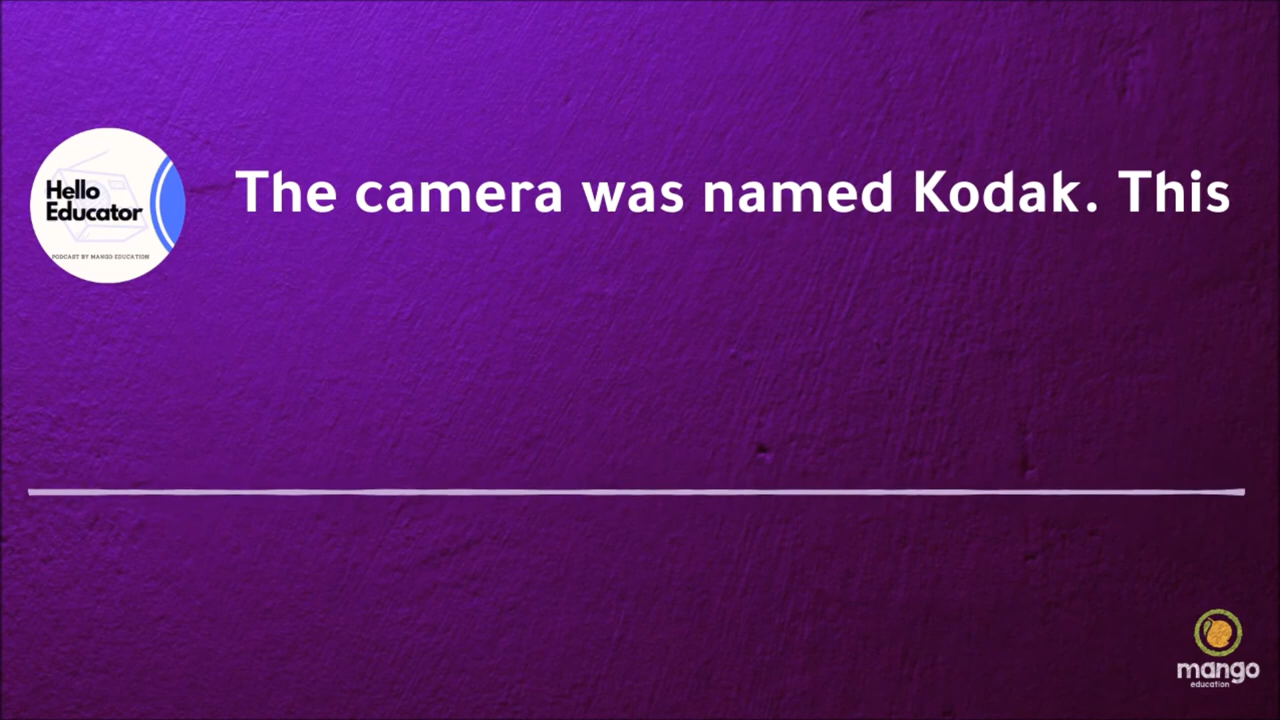 Hello
Educator
PODCAST BY MANGO EDUCATION
The camera was named Kodak. This
mango
education